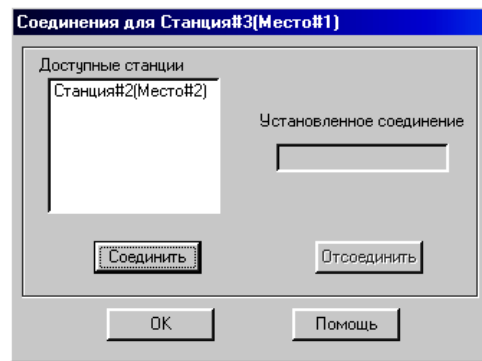 Соединения для Станция#3(Место#1)
Доступные станции
Станция#2(Место#2)
Установленное соединение
Соединить
Отсоединить
OK
Помощь